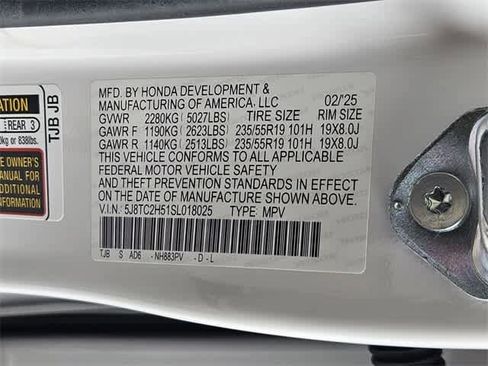 ATION
REAR 3
kg or 838lbs.
E OWNER'S
MANUAL FOR
ADDITIONAL
INFORMATION
TJB JB
MFD. BY HONDA DEVELOPMENT &
MANUFACTURING OF AMERICA, LLC 02/'25
GVWR 2280KG (5027LBS) TIRE SIZE RIM SIZE
GAWR F 1190KG (2623LBS) 235/55R19 101H 19X8.0J
GAWR R 1140KG (2513LBS) 235/55R19 101H 19X8.0J
THIS VEHICLE CONFORMS TO ALL APPLICABLE
FEDERAL MOTOR VEHICLE SAFETY
AND THEFT PREVENTION STANDARDS IN EFFECT
ON THE DATE OF MANUFACTURE SHOWN ABOVE.
V.I.N. 5J8TC2H51SL018025 TYPE: MPV
TJB S AD6 -NH883PV -D-L